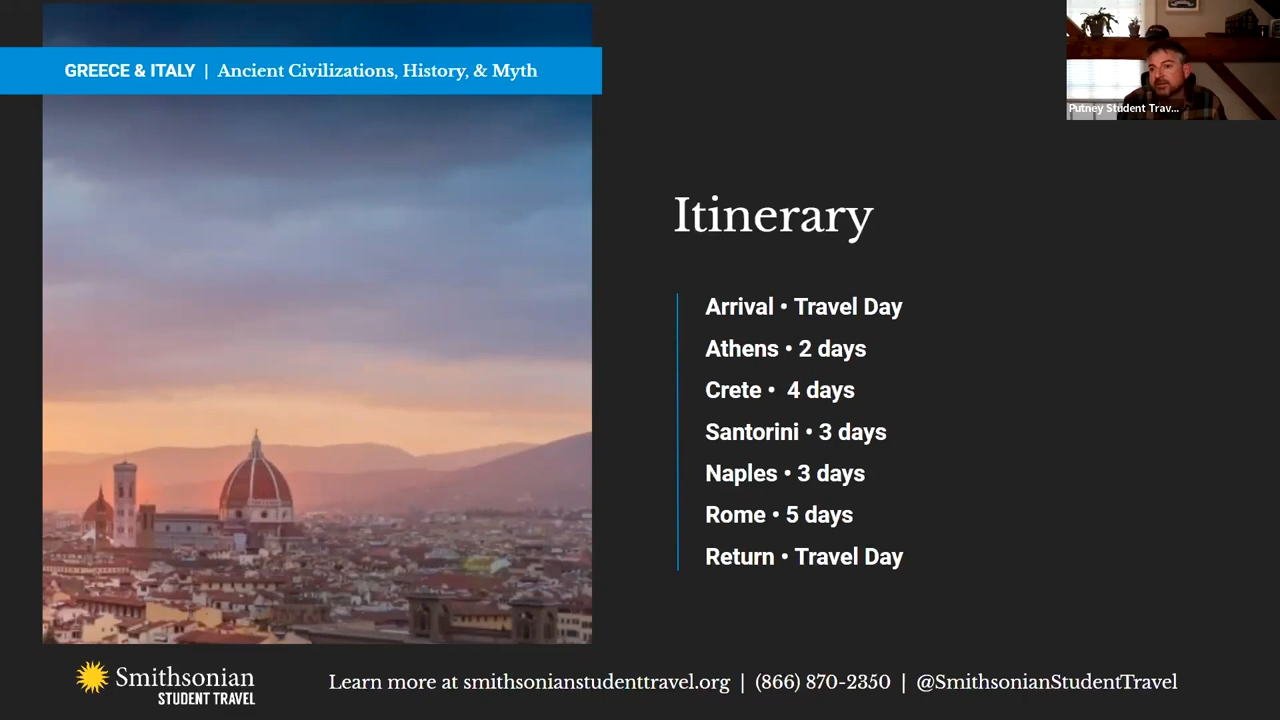 GREECE & ITALY | Ancient Civilizations, History, & Myth
Putney Student Trav...
Itinerary
Arrival • Travel Day
Athens • 2 days
Crete • 4 days
Santorini • 3 days
Naples • 3 days
Rome • 5 days
Return • Travel Day
Smithsonian
STUDENT TRAVEL
Learn more at smithsonianstudenttravel.org | (866) 870-2350 | @SmithsonianStudentTravel